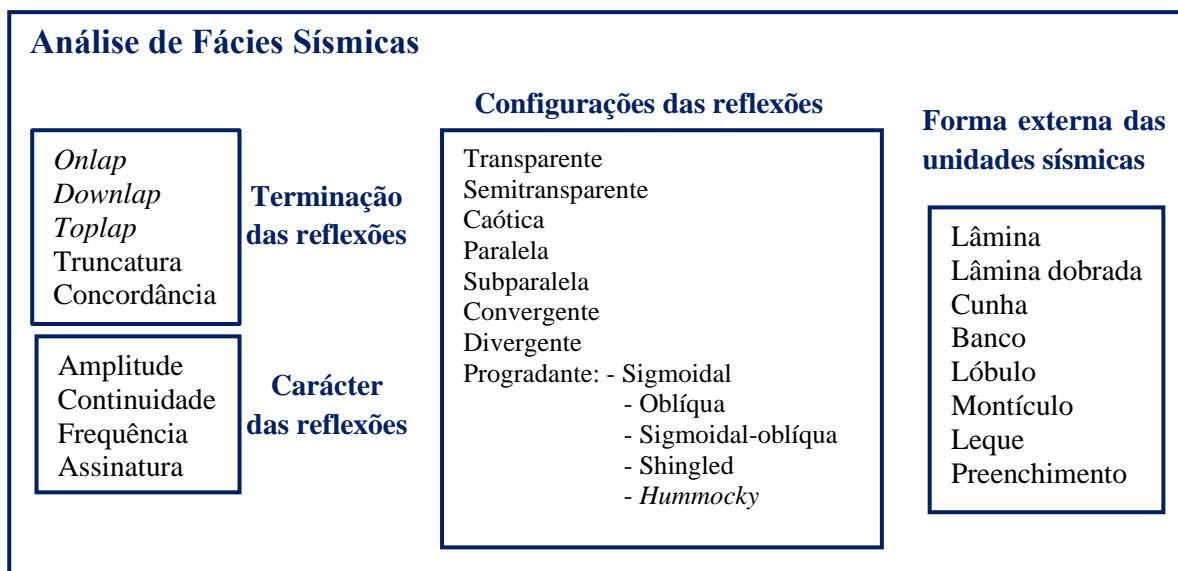 Análise de Fácies Sísmicas
Onlap
Downlap
Toplap
Truncatura
Concordância
Terminação
das reflexões
Amplitude
Continuidade
Frequência
Assinatura
Carácter
das reflexões
Configurações das reflexões
Transparente
Semitransparente
Caótica
Paralela
Subparalela
Convergente
Divergente
Progradante: - Sigmoidal
- Oblíqua
- Sigmoidal-oblíqua
- Shingled
- Hummocky
Forma externa das
unidades sísmicas
Lâmina
Lâmina dobrada
Cunha
Banco
Lóbulo
Montículo
Leque
Preenchimento